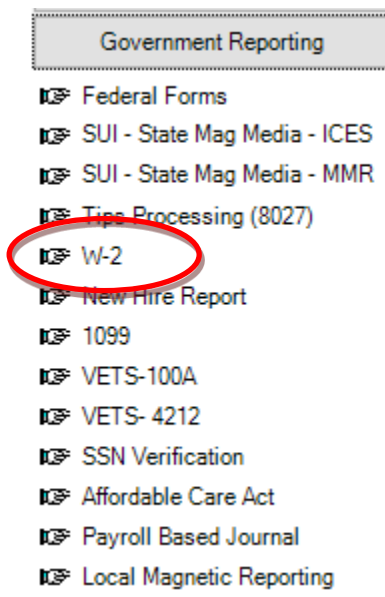 Government Reporting
Federal Forms
SUI - State Mag Media - ICES
SUI - State Mag Media - MMR
Tips Processing (8027)
W-2
New Hire Report
1099
VETS-100A
VETS- 4212
SSN Verification
Affordable Care Act
Payroll Based Journal
Local Magnetic Reporting